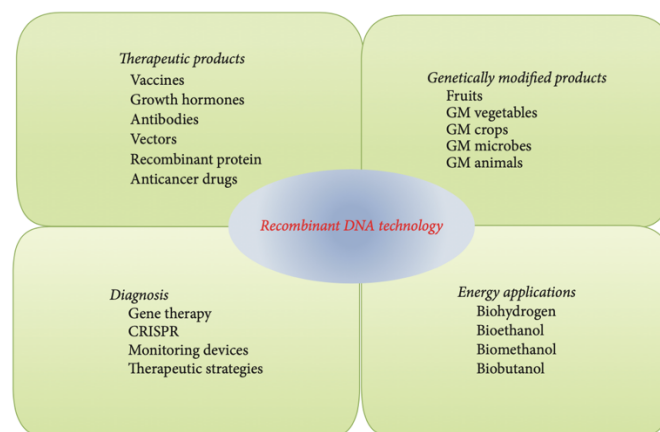 Therapeutic products
Vaccines
Growth hormones
Antibodies
Vectors
Recombinant protein
Anticancer drugs
Genetically modified products
Fruits
GM vegetables
GM crops
GM microbes
GM animals
Recombinant DNA technology
Diagnosis
Gene therapy
CRISPR
Monitoring devices
Therapeutic strategies
Energy applications
Biohydrogen
Bioethanol
Biomethanol
Biobutanol